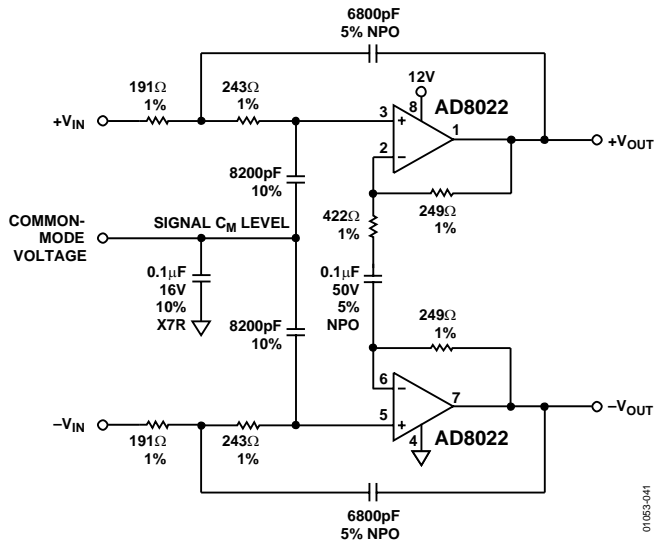 6800pF
5% NPO
191Ω
1%
243Ω
1%
12V
8
AD8022
+VIN
3
+
1
2
–
+VOUT
8200pF
10%
249Ω
1%
422Ω
1%
COMMON-
MODE
VOLTAGE
SIGNAL CM LEVEL
0.1μF
16V
10%
X7R
8200pF
10%
0.1μF
50V
5%
NPO
249Ω
1%
6
–
7
5
+
4
–VIN
–VOUT
AD8022
191Ω
1%
243Ω
1%
6800pF
5% NPO
01053-041